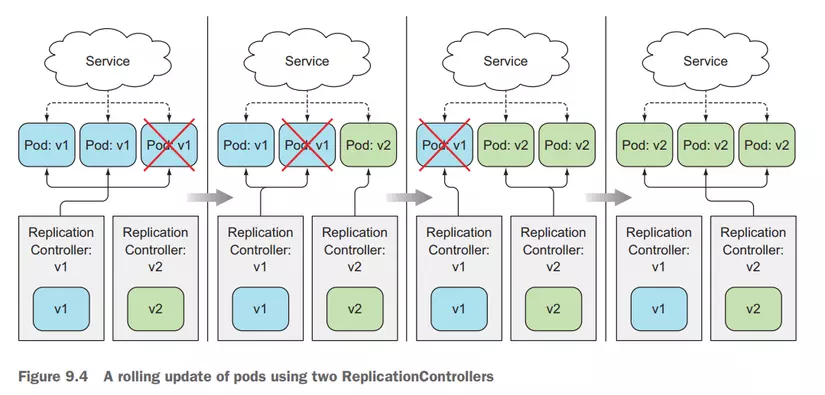 Service
Pod: v1
Pod: v1
Pod: v1
Replication
Controller:
v1
v1
Replication
Controller:
v2
v2
Service
Pod: v1
Pod: v1
Pod: v2
Replication
Controller:
v1
v1
Replication
Controller:
v2
v2
Service
Pod: v1
Pod: v2
Pod: v2
Replication
Controller:
v1
v1
Replication
Controller:
v2
v2
Service
Pod: v2
Pod: v2
Pod: v2
Replication
Controller:
v1
v1
Replication
Controller:
v2
v2
Figure 9.4 A rolling update of pods using two ReplicationControllers